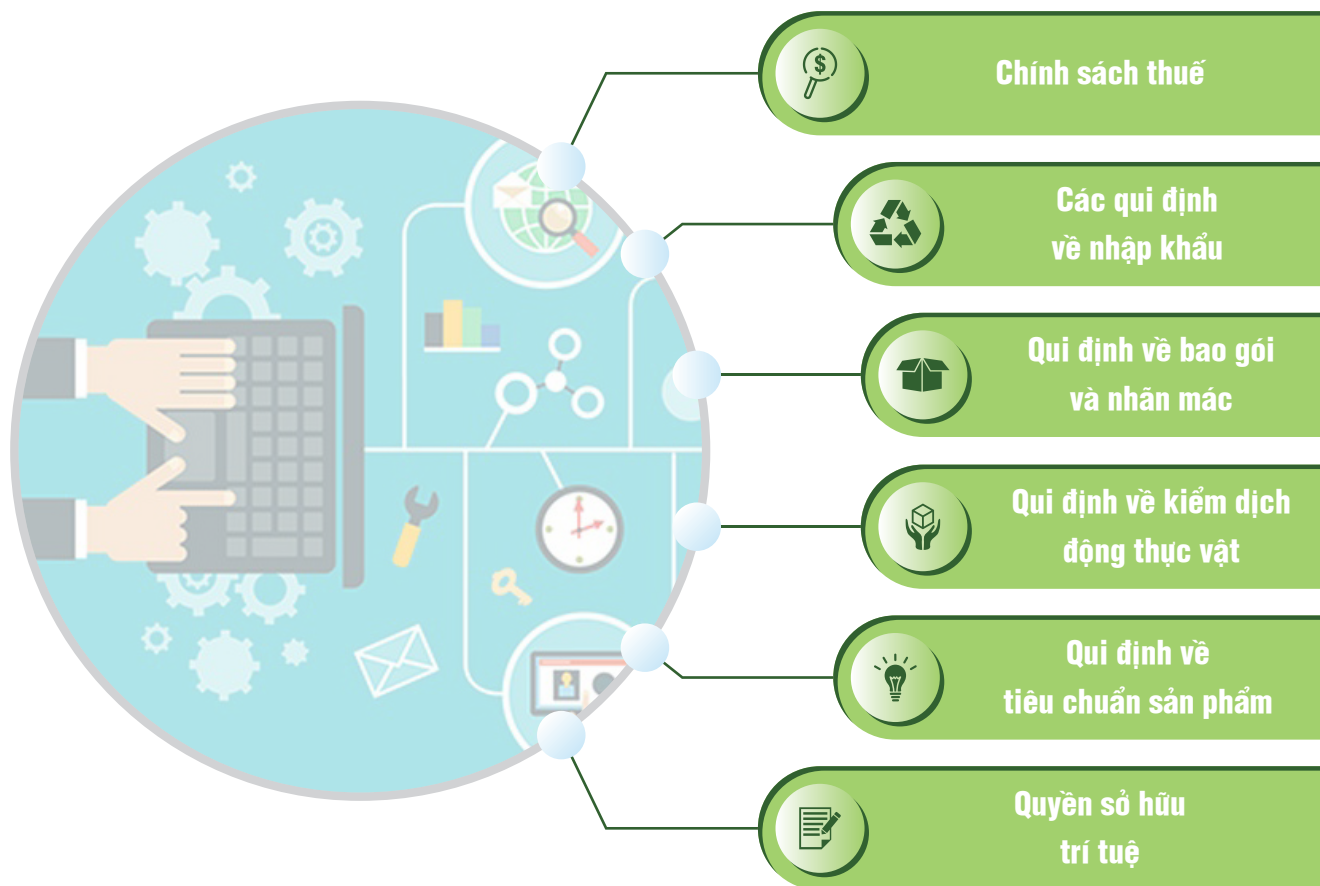 Chính sách thuế
Các qui định
về nhập khẩu
Qui định về bao gói
và nhãn mác
Qui định về kiểm dịch
động thực vật
Qui định về
tiêu chuẩn sản phẩm
Quyền sở hữu
trí tuệ